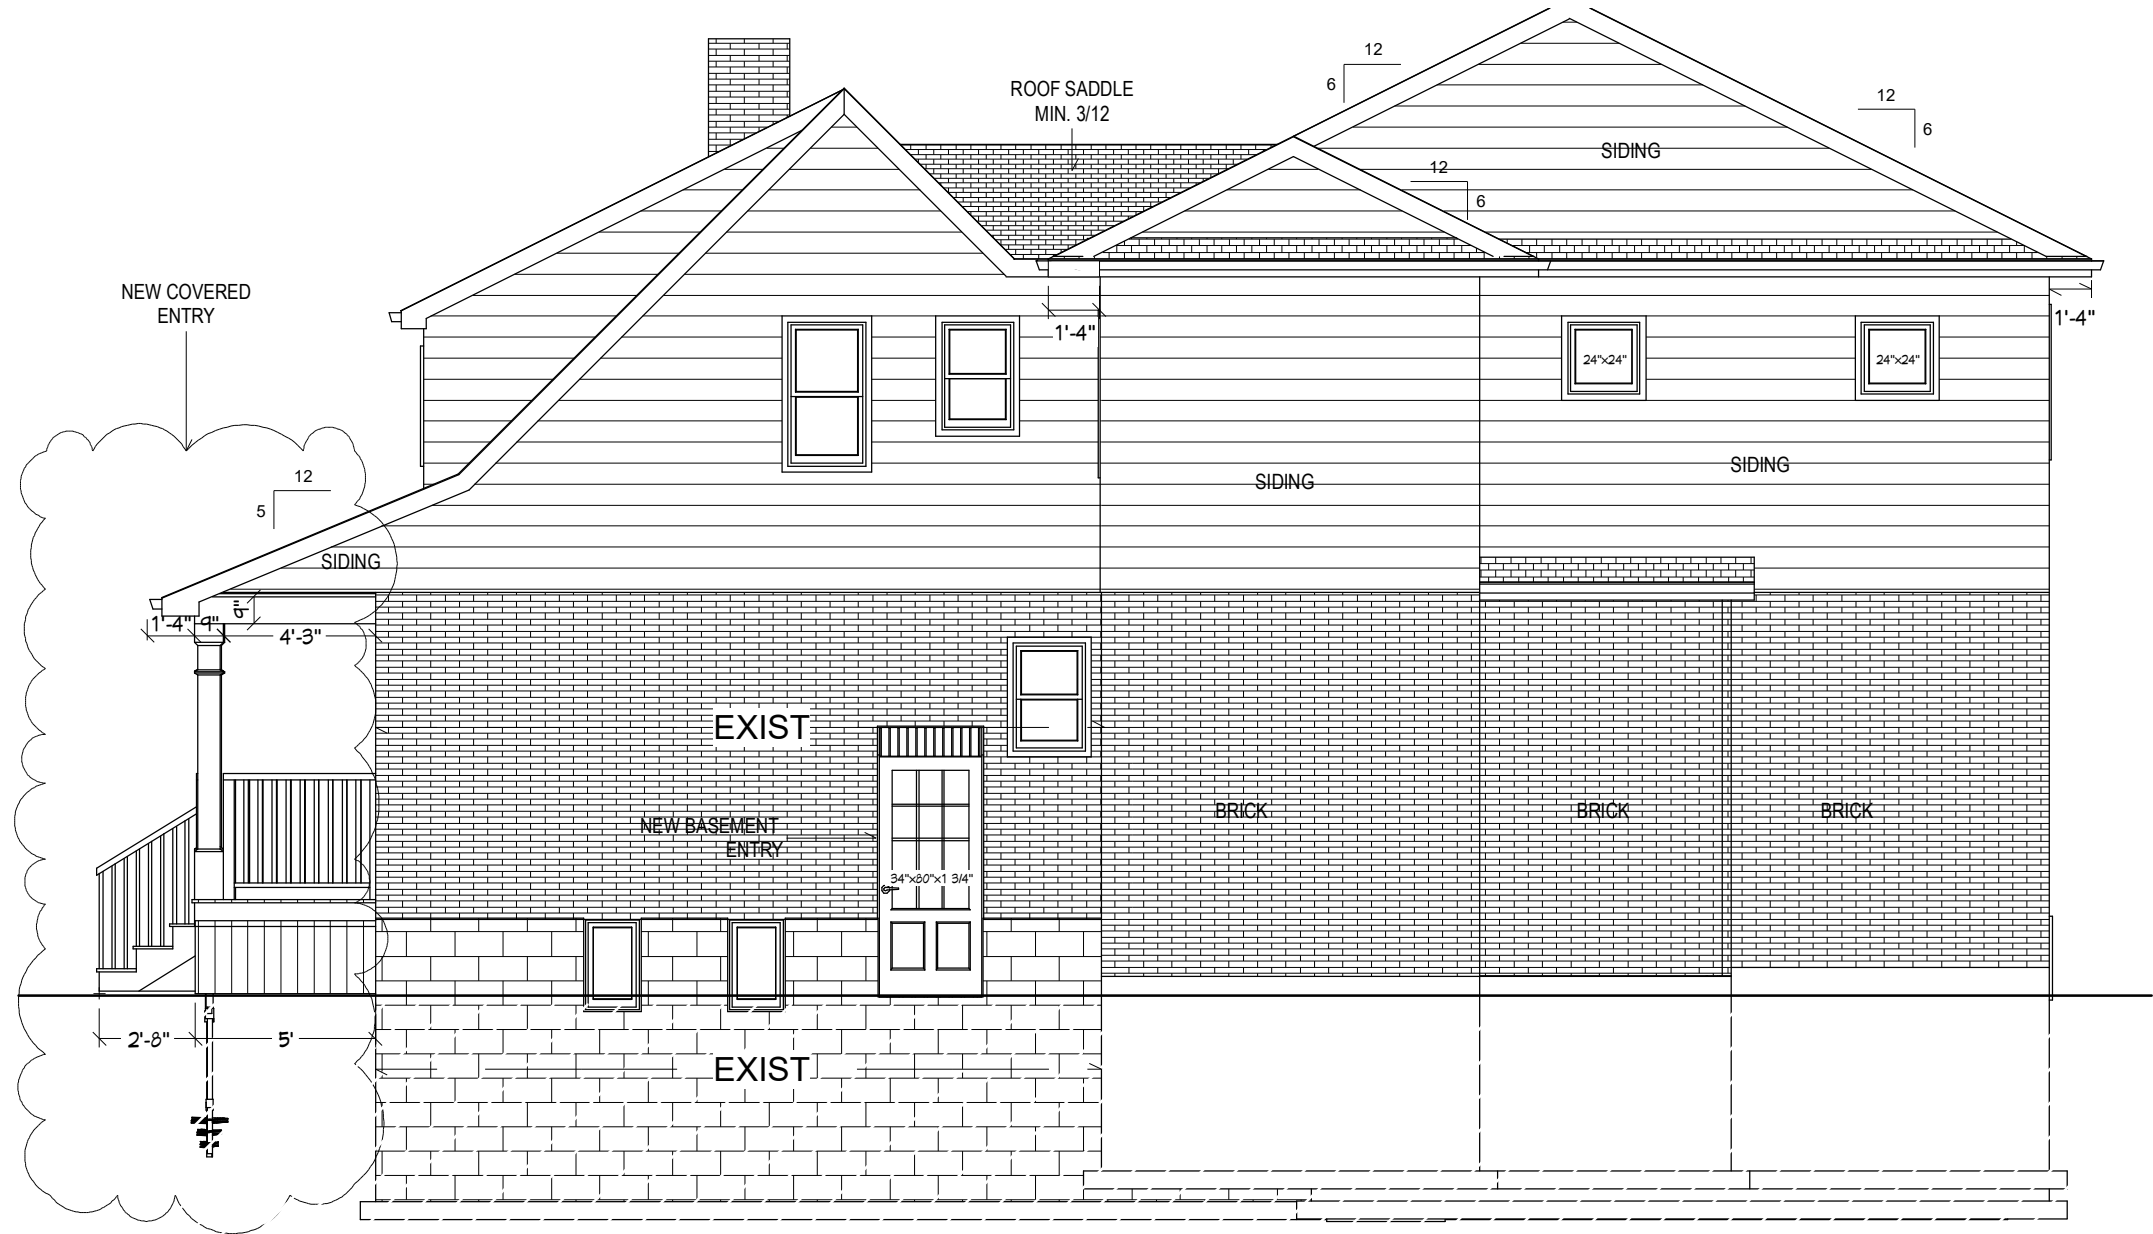 12
6
ROOF SADDLE
MIN. 3/12
12
6
SIDING
12
6
NEW COVERED
ENTRY
1'-4"
1'-4"
24"x24"
24"x24"
12
5
SIDING
SIDING
SIDING
9"
1'-4"
9"
4'-3"
EXIST
BRICK
BRICK
BRICK
NEW BASEMENT
ENTRY
34"x80"x1 3/4"
2'-8"
5'
EXIST